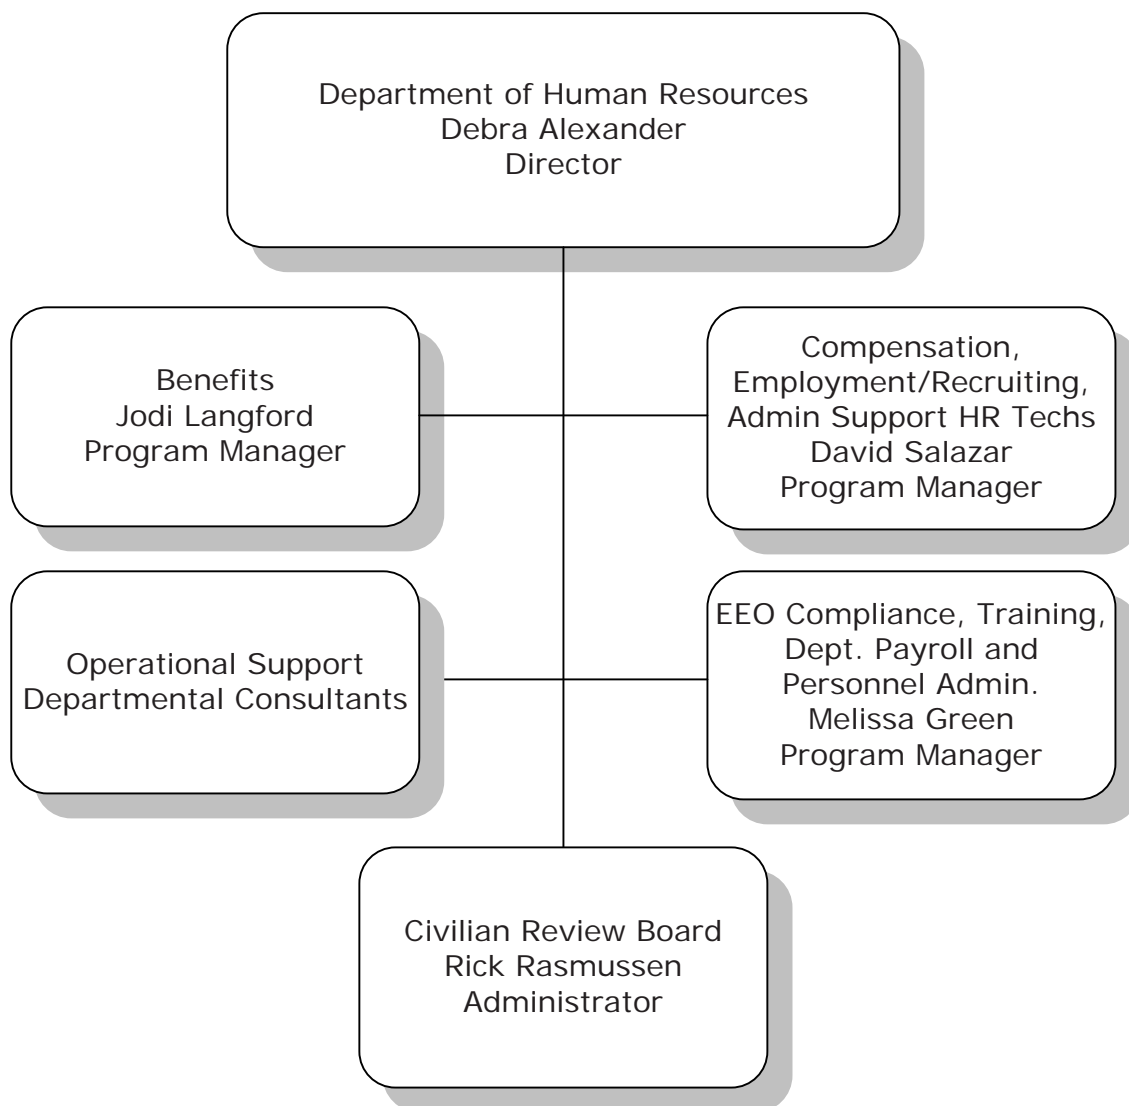 Department of Human Resources
Debra Alexander
Director
Benefits
Jodi Langford
Program Manager
Compensation,
Employment/Recruiting,
Admin Support HR Techs
David Salazar
Program Manager
Operational Support
Departmental Consultants
EEO Compliance, Training,
Dept. Payroll and
Personnel Admin.
Melissa Green
Program Manager
Civilian Review Board
Rick Rasmussen
Administrator